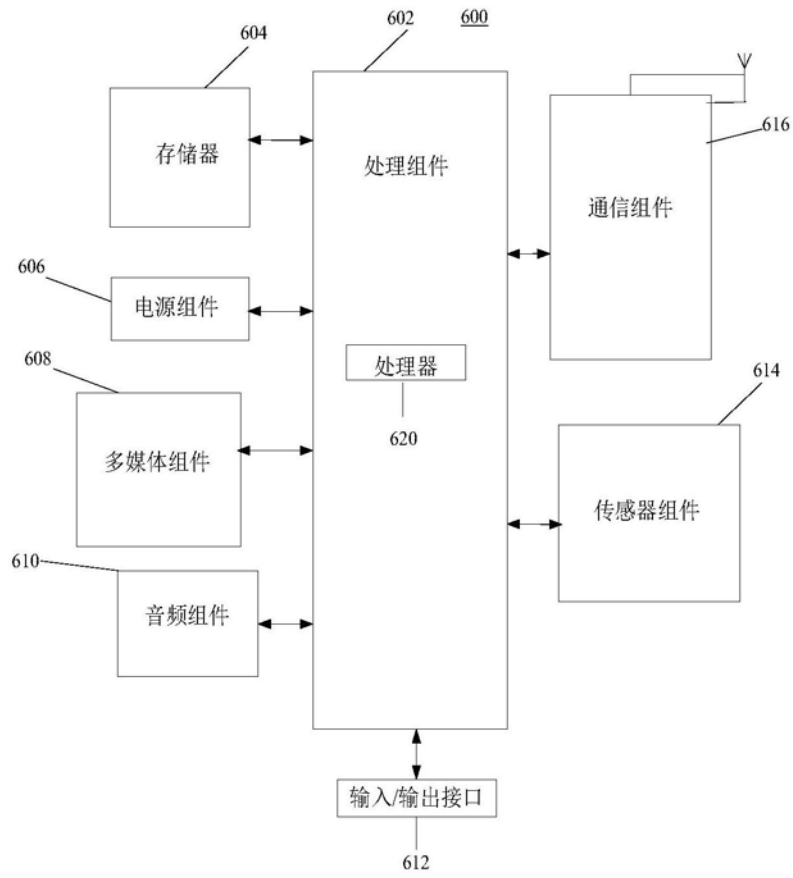 602
600
604
存储器
处理组件
616
通信组件
606
电源组件
处理器
620
608
多媒体组件
614
传感器组件
610
音频组件
输入/输出接口
612